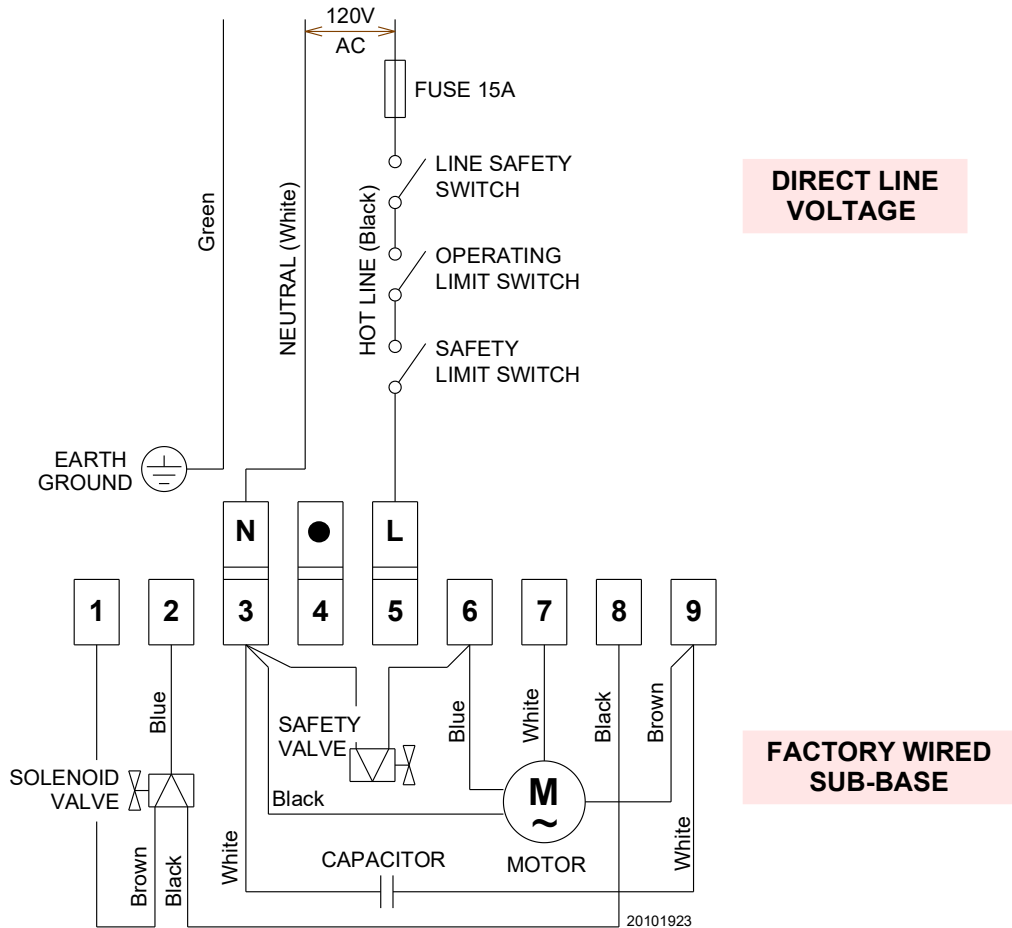 120V
AC
FUSE 15A
LINE SAFETY
SWITCH
DIRECT LINE
VOLTAGE
Green
NEUTRAL (White)
HOT LINE (Black)
OPERATING
LIMIT SWITCH
SAFETY
LIMIT SWITCH
EARTH
GROUND
N
L
1
2
3
4
5
6
7
8
9
Blue
SAFETY
VALVE
Blue
White
Black
Brown
FACTORY WIRED
SUB-BASE
SOLENOID
VALVE
Black
M
~
Brown
Black
White
CAPACITOR
MOTOR
White
20101923